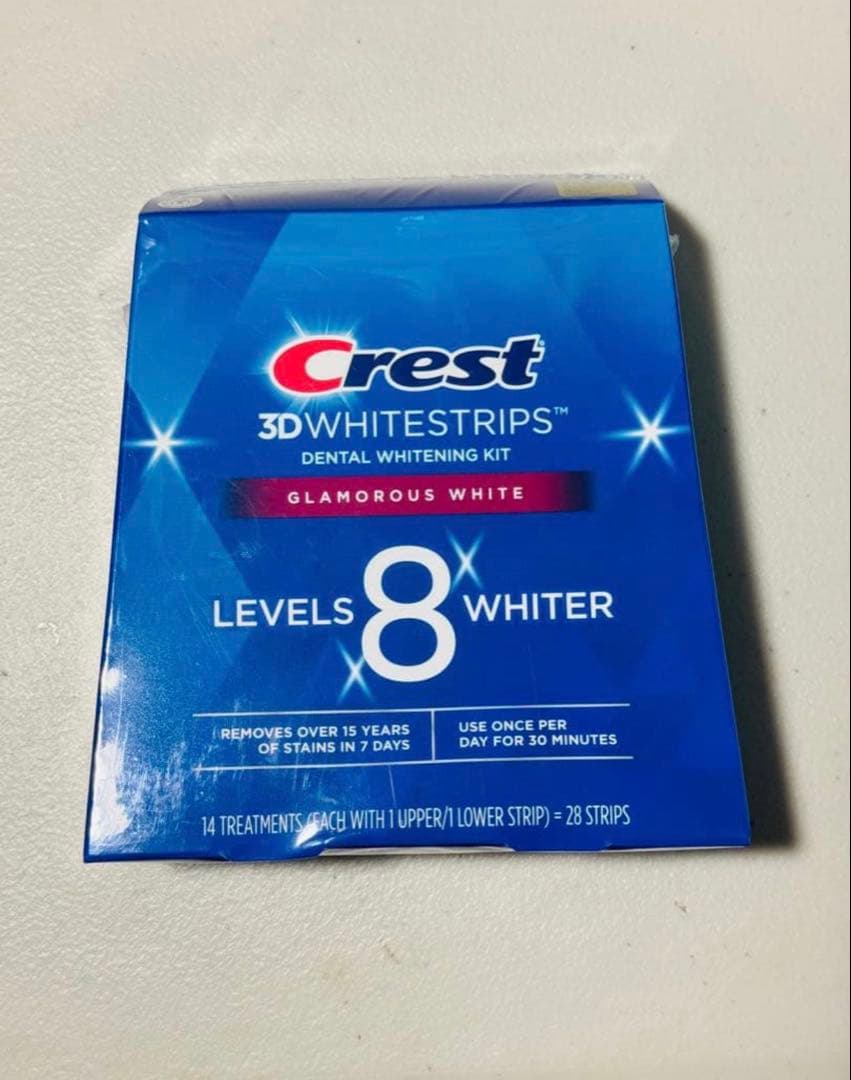 Crest
3DWHITESTRIPS™
DENTAL WHITENING KIT
GLAMOROUS WHITE
LEVELS 8 WHITER
REMOVES OVER 15 YEARS
OF STAINS IN 7 DAYS
USE ONCE PER
DAY FOR 30 MINUTES
14 TREATMENTS (EACH WITH 1 UPPER/1 LOWER STRIP) = 28 STRIPS